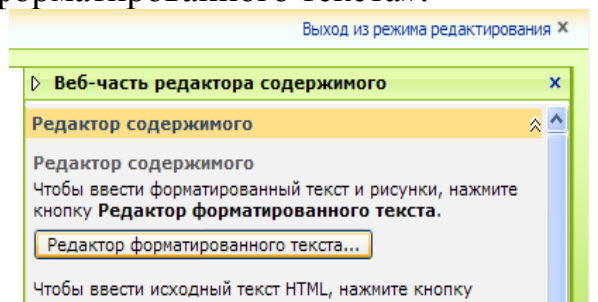 форматированного текста».
Выход из режима редактирования ×
Веб-часть редактора содержимого ×
Редактор содержимого
Редактор содержимого
Чтобы ввести форматированный текст и рисунки, нажмите
кнопку Редактор форматированного текста.
Редактор форматированного текста...
Чтобы ввести исходный текст HTML, нажмите кнопку